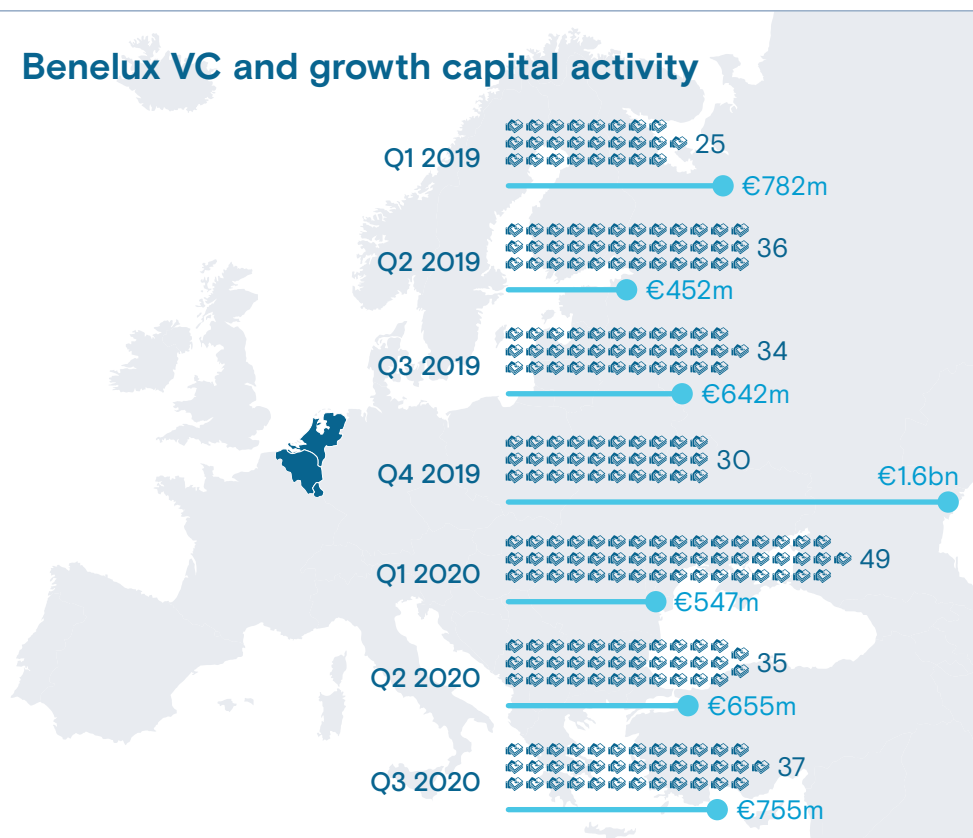 Benelux VC and growth capital activity
Q1 2019
25
€782m
Q2 2019
36
€452m
Q3 2019
34
€642m
Q4 2019
30
€1.6bn
Q1 2020
49
€547m
Q2 2020
35
€655m
Q3 2020
37
€755m